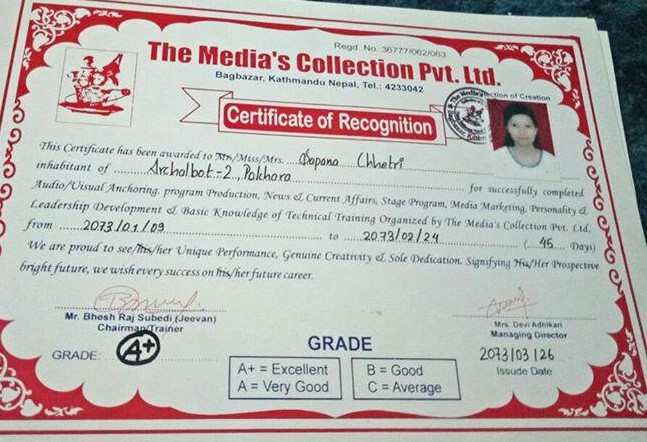 Regd. No. 36777/062/063
The Media's Collection Pvt. Ltd.
Bagbazar, Kathmandu Nepal, Tel.: 4233042
Certificate of Recognition
This Certificate has been awarded to Mr/Miss/Mrs. Bopana Chhetri
inhabitant of Archalbot-2, Pokhara for successfully completed
Audio/Visual Anchoring. program Production, News & Current Affairs, Stage Program, Media Marketing, Personality &
Leadership Development & Basic Knowledge of Technical Training Organized by The Media's Collection Pvt. Ltd,
from 2073/01/09 to 2073/02/24 (45 Days)
We are proud to see/his/her Unique Performance, Genuine Creativity & Sole Dedication. Signifying His/Her Prospective
bright future, we wish every success on his/her future career.
Mr. Bhesh Raj Subedi (Jeevan)
Chairman/Trainer
Mrs. Devi Adhikari
Managing Director
GRADE: A+
GRADE
A+ = Excellent
A = Very Good
B = Good
C = Average
2073/03/26
Issude Date